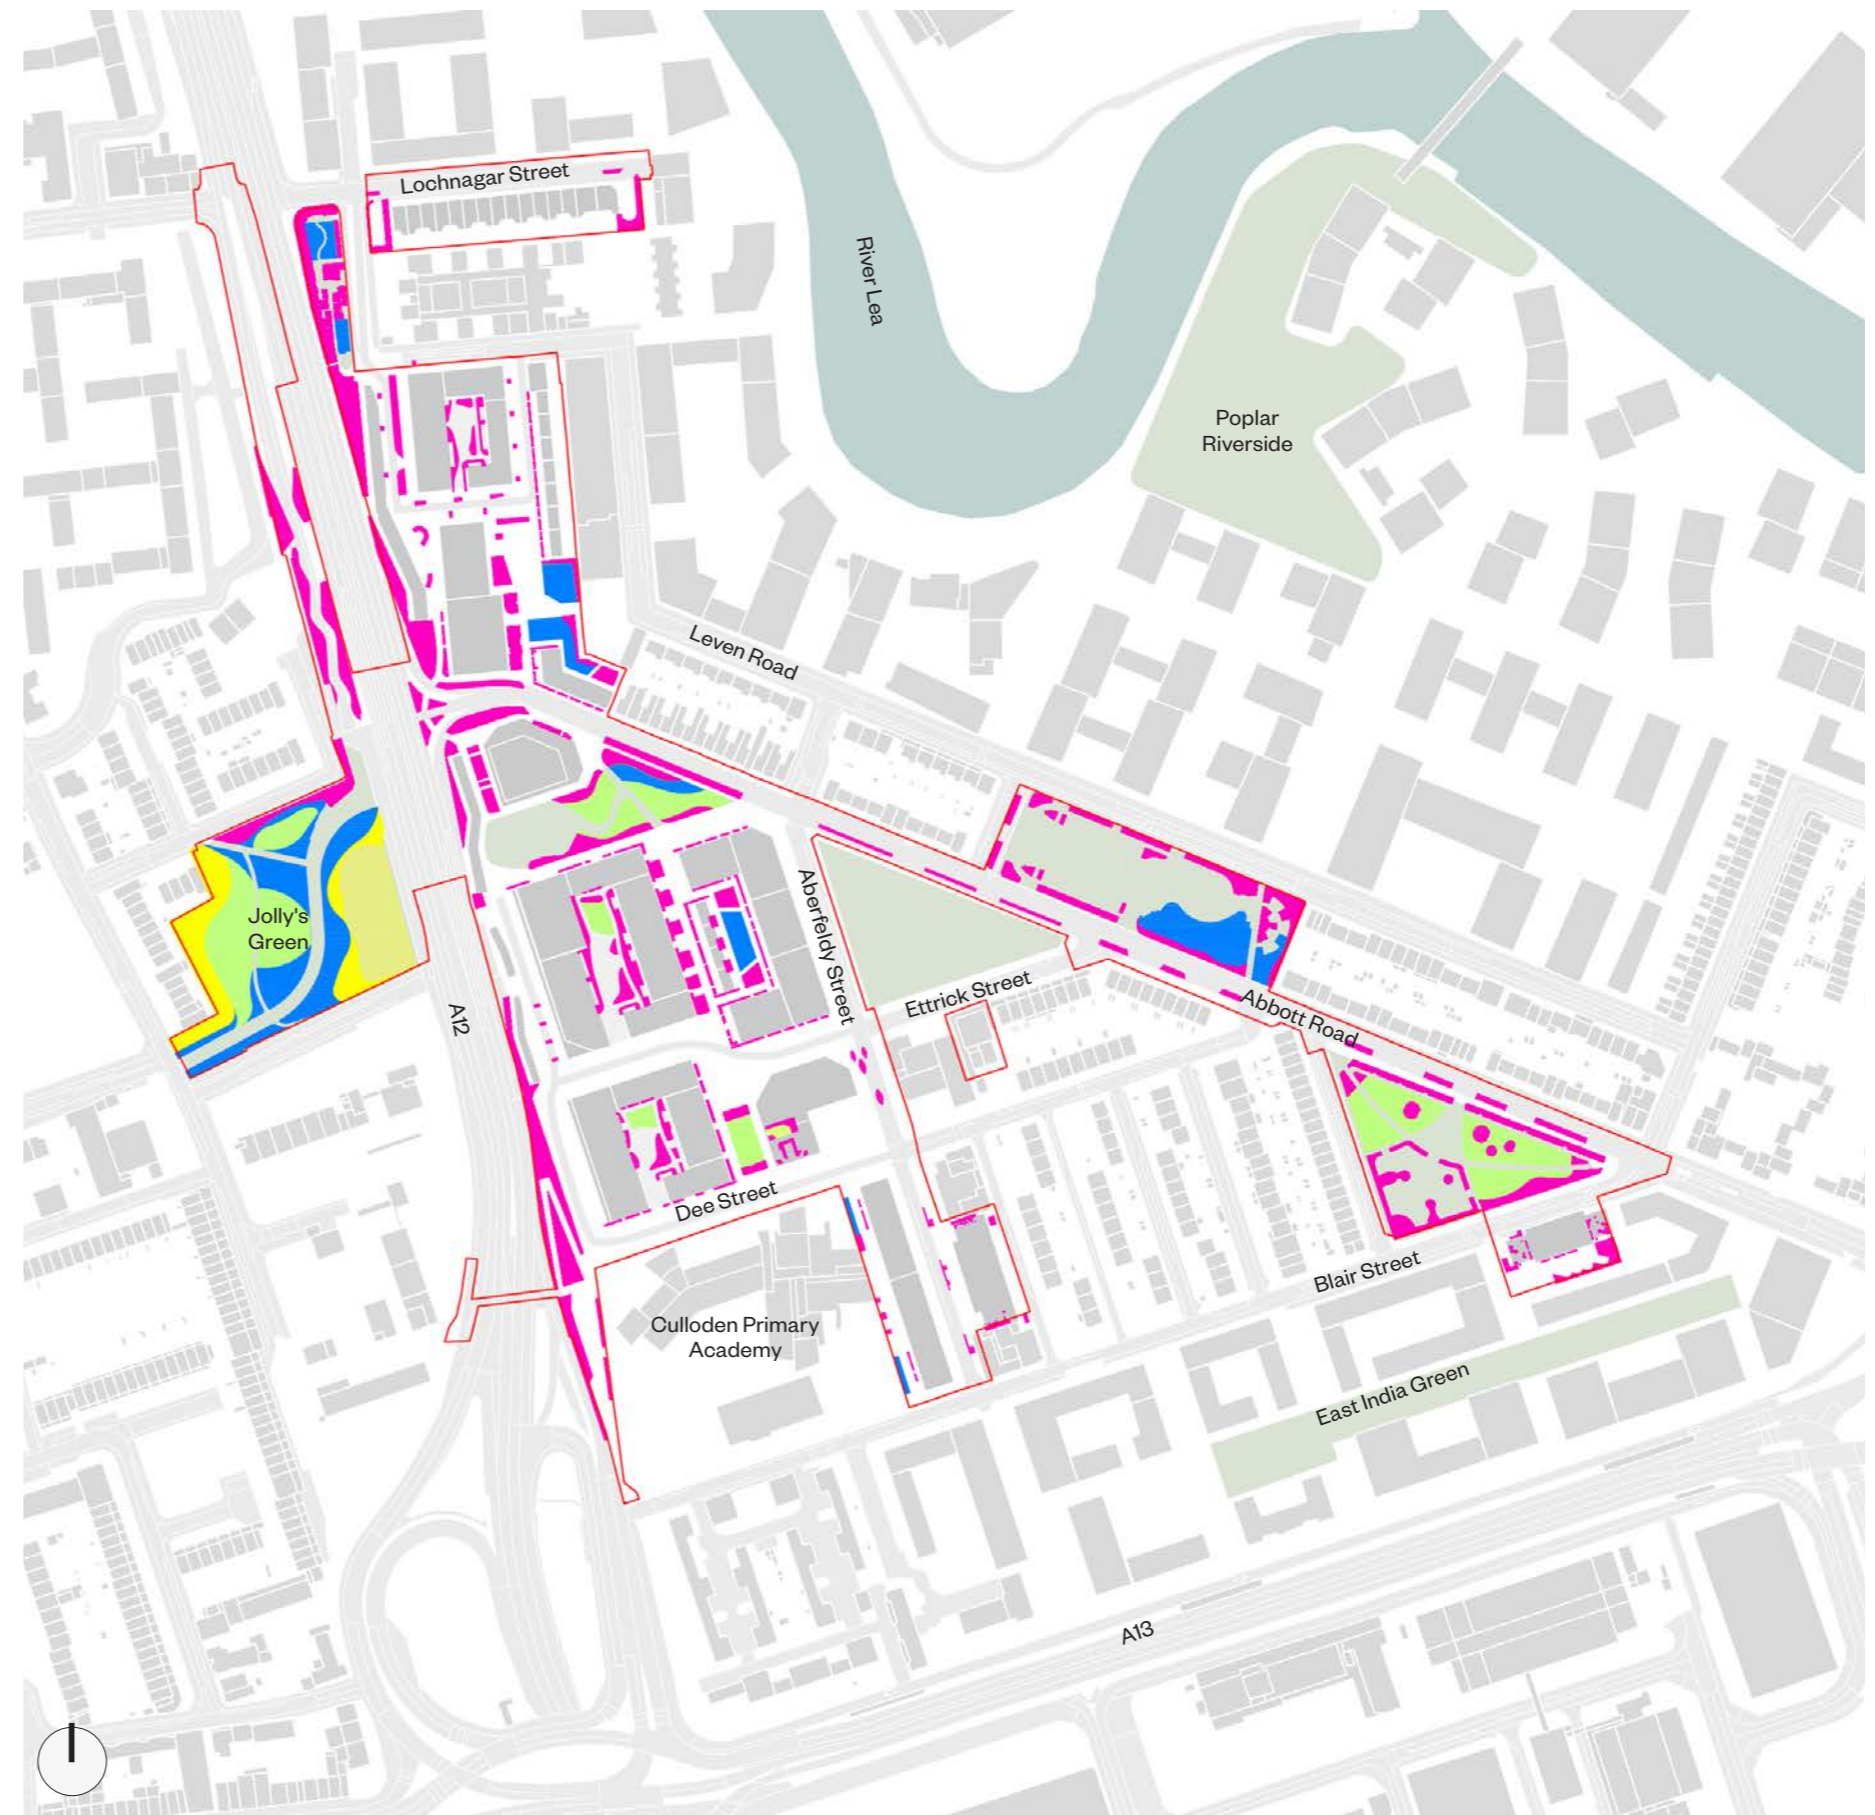 Lochnagar Street
River Lea
Poplar
Riverside
Leven Road
Jolly's
Green
Aberfeldy Street
Ettrick Street
A12
Abbott Road
Dee Street
Blair Street
Culloden Primary
Academy
East India Green
A13